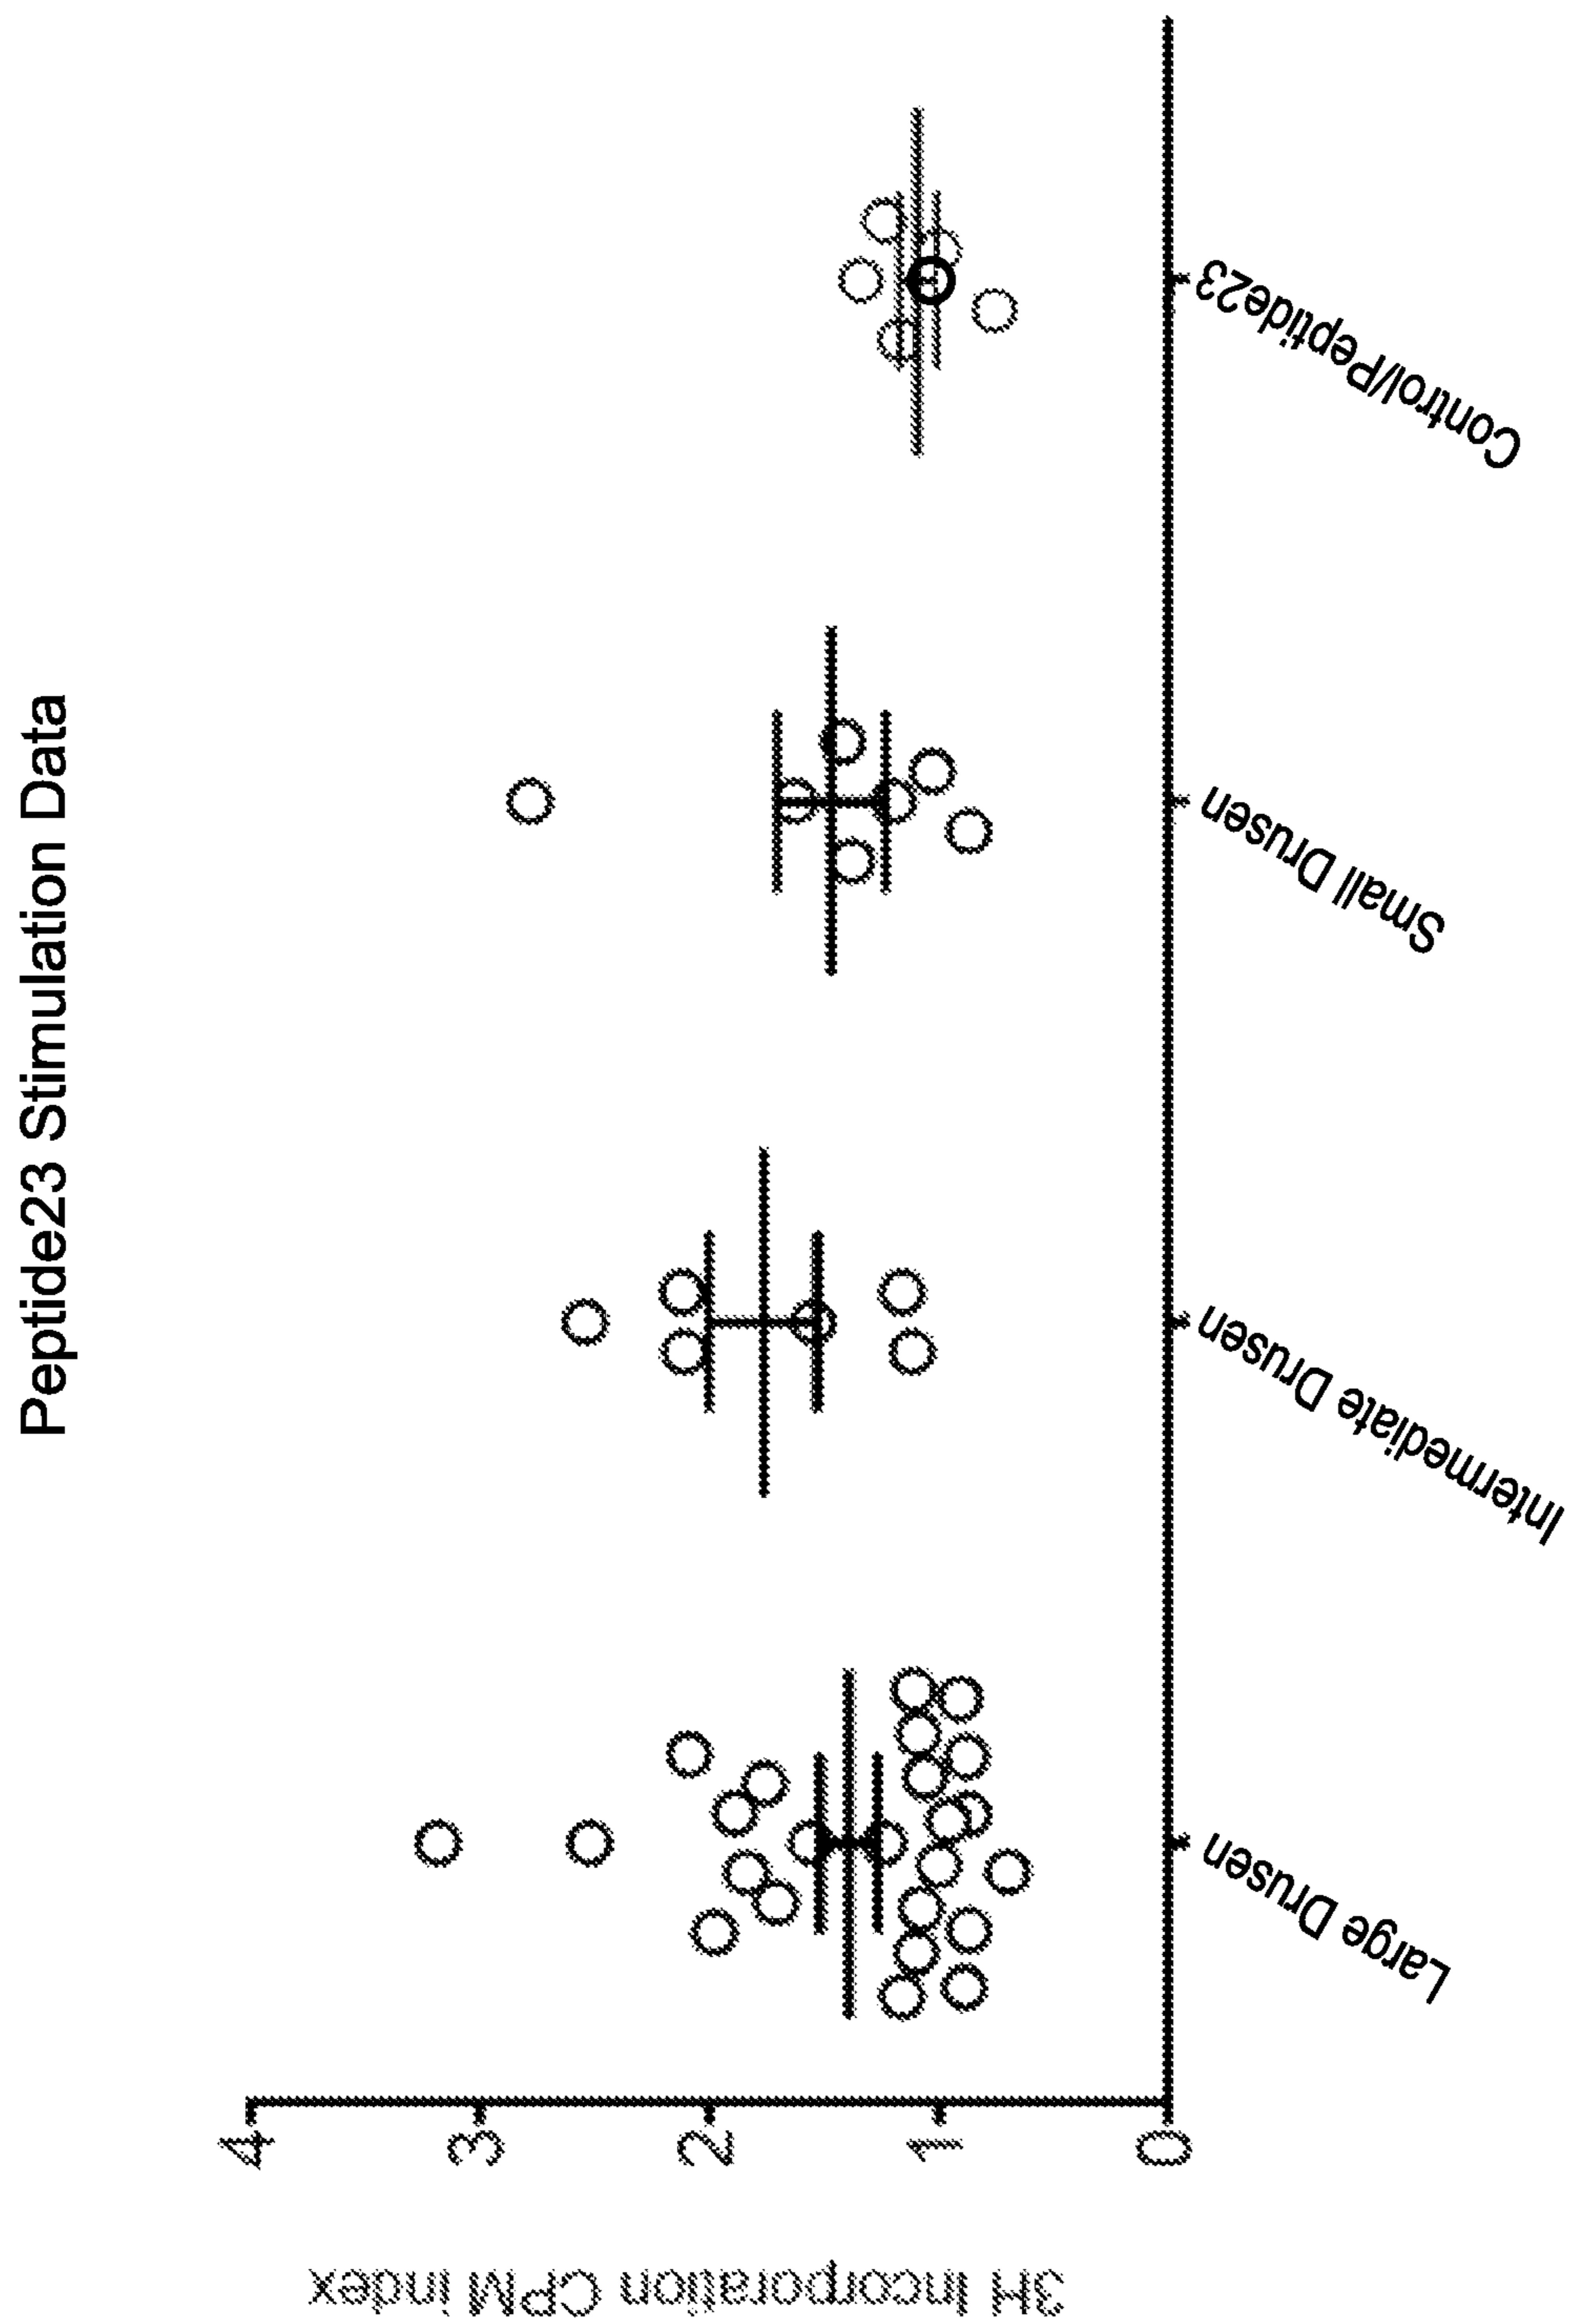 Peptide23 Stimulation Data
3H Incorporation CPM index
4
3
2
1
0
Large Drusen
Intermediate Drusen
Small Drusen
Control/Peptide23